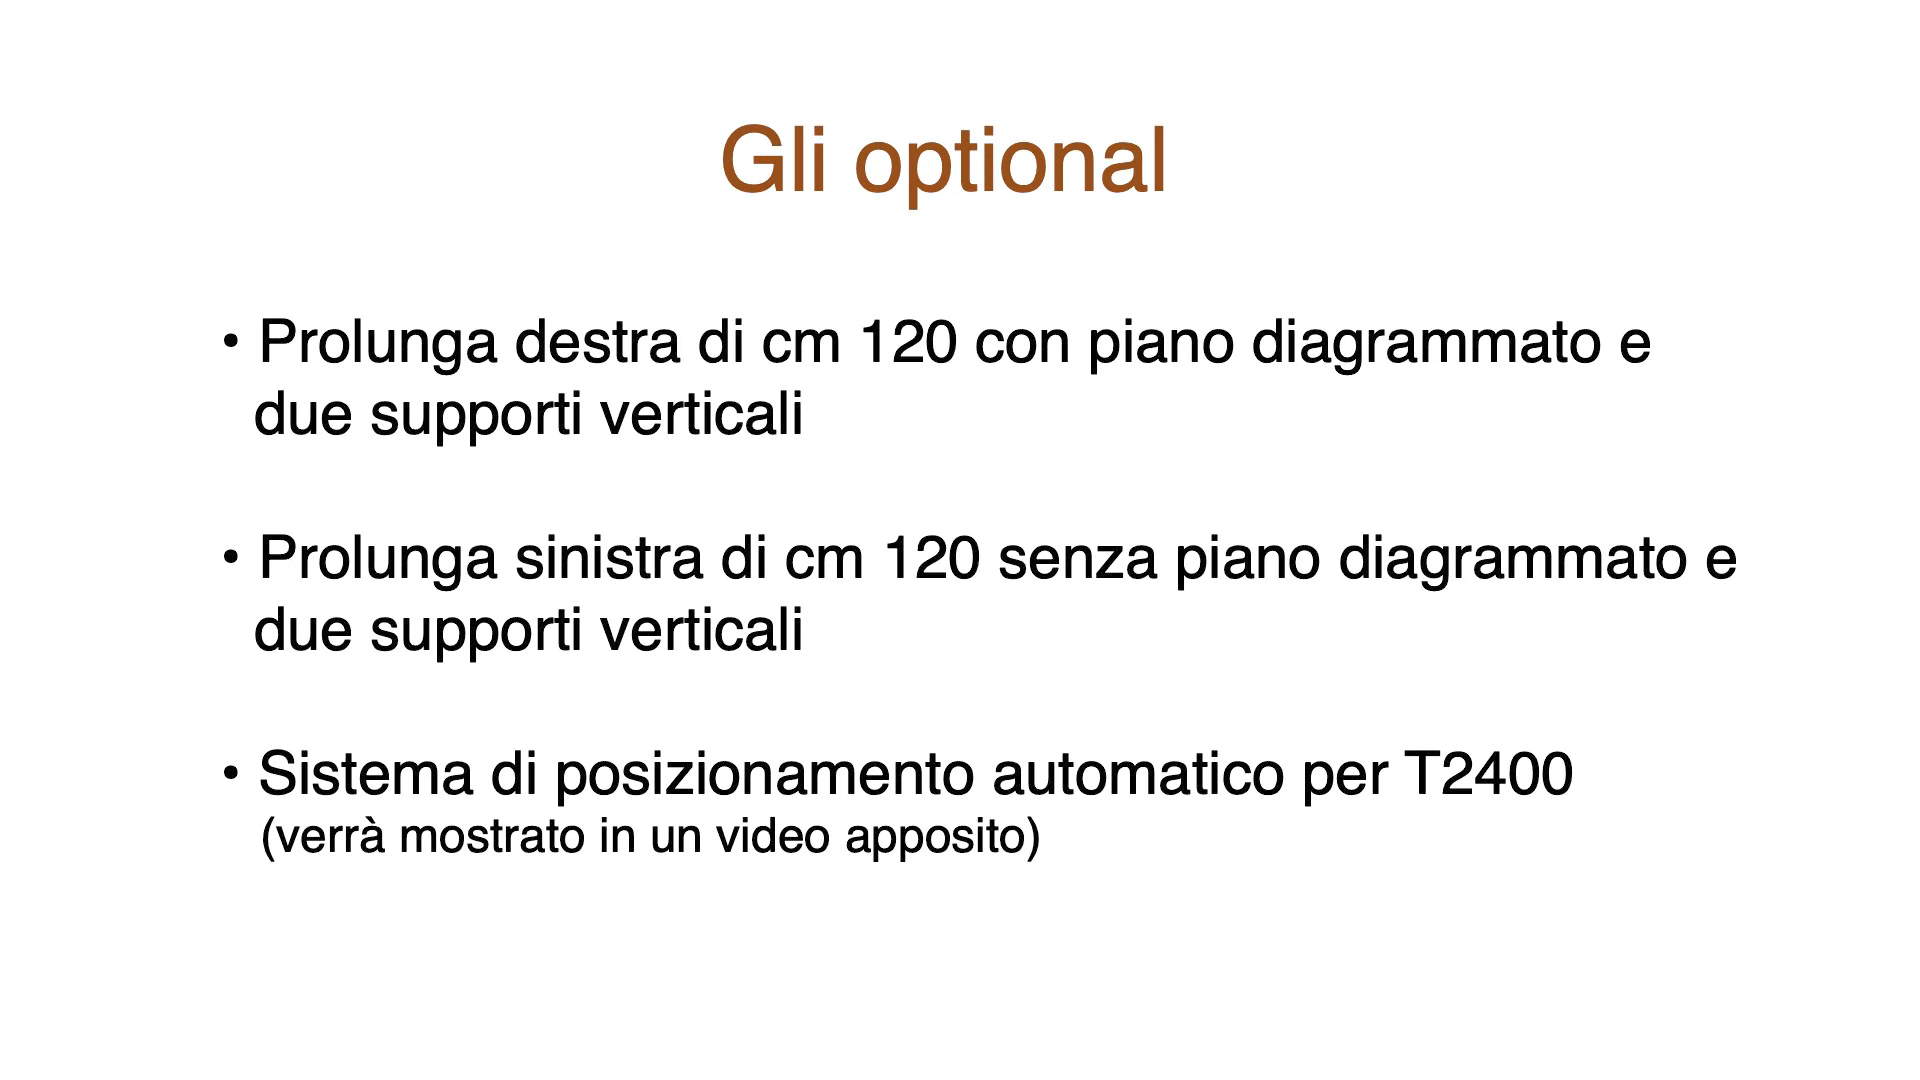 Gli optional
• Prolunga destra di cm 120 con piano diagrammato e
due supporti verticali
• Prolunga sinistra di cm 120 senza piano diagrammato e
due supporti verticali
• Sistema di posizionamento automatico per T2400
(verrà mostrato in un video apposito)